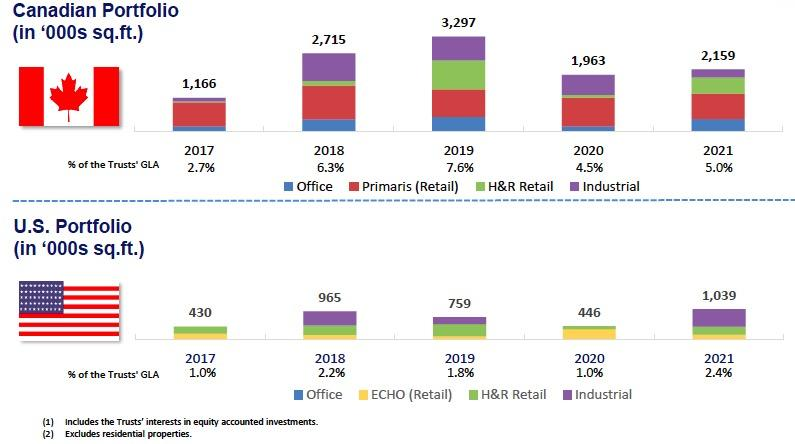 Canadian Portfolio
(in ‘000s sq.ft.)
1,166
2,715
3,297
1,963
2,159
2017
2018
2019
2020
2021
% of the Trusts' GLA
2.7%
6.3%
7.6%
4.5%
5.0%
Office
Primaris (Retail)
H&R Retail
Industrial
U.S. Portfolio
(in ‘000s sq.ft.)
430
965
759
446
1,039
2017
2018
2019
2020
2021
% of the Trusts' GLA
1.0%
2.2%
1.8%
1.0%
2.4%
Office
ECHO (Retail)
H&R Retail
Industrial
(1) Includes the Trusts’ interests in equity accounted investments.
(2) Excludes residential properties.